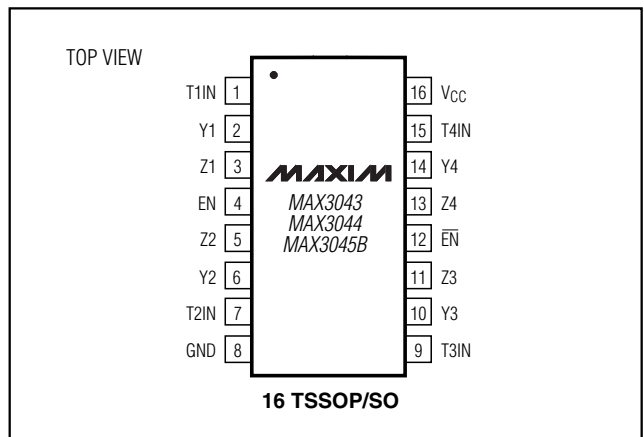 TOP VIEW
T1IN 1 16 VCC
Y1 2 15 T4IN
Z1 3 14 Y4
MAXIM
EN 4 MAX3043 13 Z4
MAX3044
Z2 5 MAX3045B 12 E̅N̅
Y2 6 11 Z3
T2IN 7 10 Y3
GND 8 9 T3IN
16 TSSOP/SO